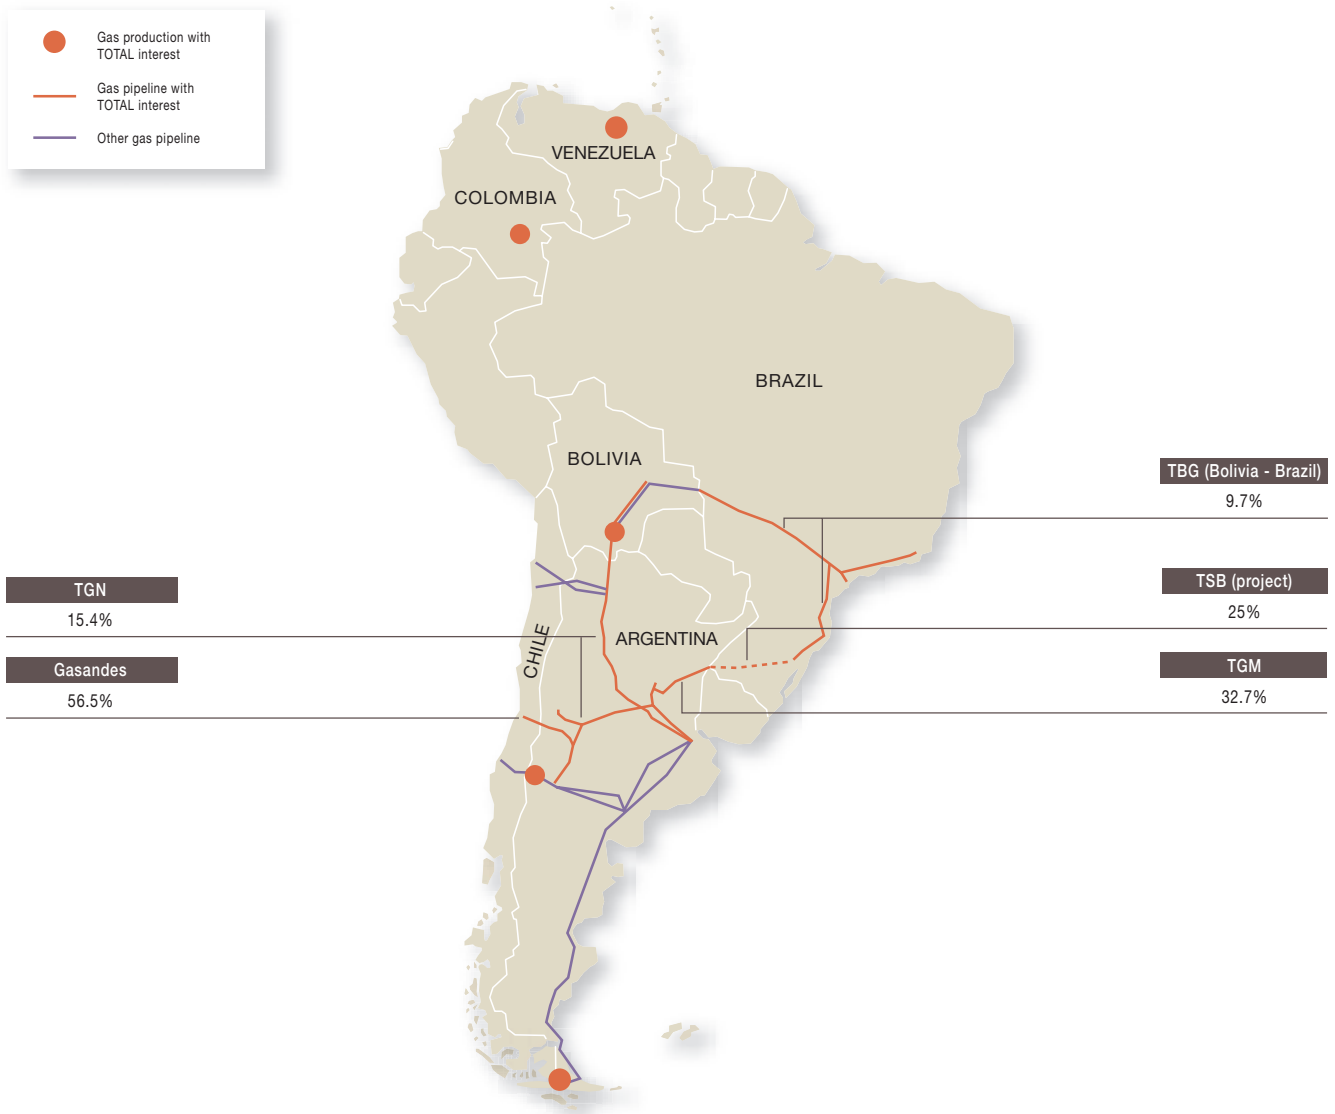 Gas production with
TOTAL interest
Gas pipeline with
TOTAL interest
Other gas pipeline
VENEZUELA
COLOMBIA
BRAZIL
BOLIVIA
TBG (Bolivia - Brazil)
9.7%
TSB (project)
25%
TGN
15.4%
ARGENTINA
CHILE
TGM
32.7%
Gasandes
56.5%